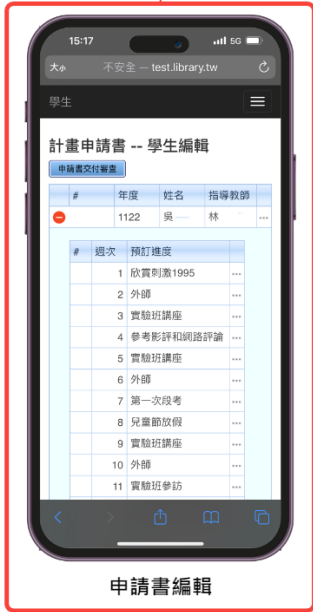 15:17 5G
大小 不安全 — test.library.tw
學生
計畫申請書 -- 學生編輯
申請書交付審查
# 年度 姓名 指導教師
1122 吳 林 ...
# 週次 預訂進度
1 欣賞刺激1995 ...
2 外師 ...
3 實驗班講座 ...
4 參考影評和網路評論 ...
5 實驗班講座 ...
6 外師 ...
7 第一次段考 ...
8 兒童節放假 ...
9 實驗班講座 ...
10 外師 ...
11 實驗班參訪 ...
申請書編輯